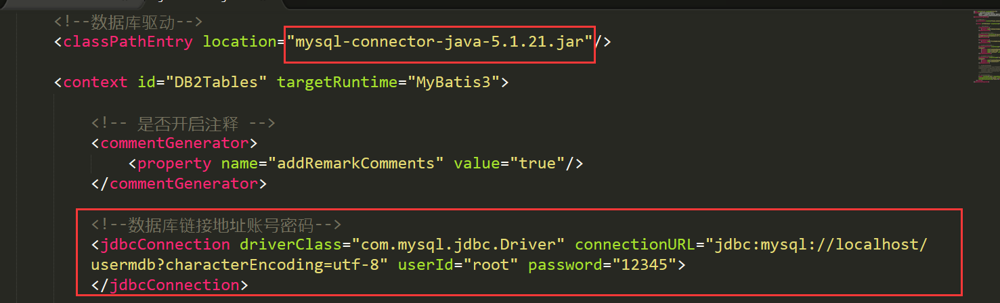 <!--数据库驱动-->
<classPathEntry location="mysql-connector-java-5.1.21.jar"/>
<context id="DB2Tables" targetRuntime="MyBatis3">
<!-- 是否开启注释 -->
<commentGenerator>
<property name="addRemarkComments" value="true"/>
</commentGenerator>
<!--数据库链接地址账号密码-->
<jdbcConnection driverClass="com.mysql.jdbc.Driver" connectionURL="jdbc:mysql://localhost/
usermdb?characterEncoding=utf-8" userId="root" password="12345">
</jdbcConnection>